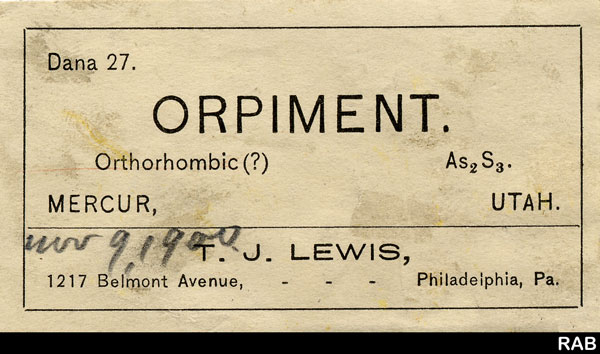 Dana 27.
ORPIMENT.
Orthorhombic (?) As₂S₃.
MERCUR, UTAH.
nov 9, 1900
T. J. LEWIS,
1217 Belmont Avenue, - - - Philadelphia, Pa.
RAB